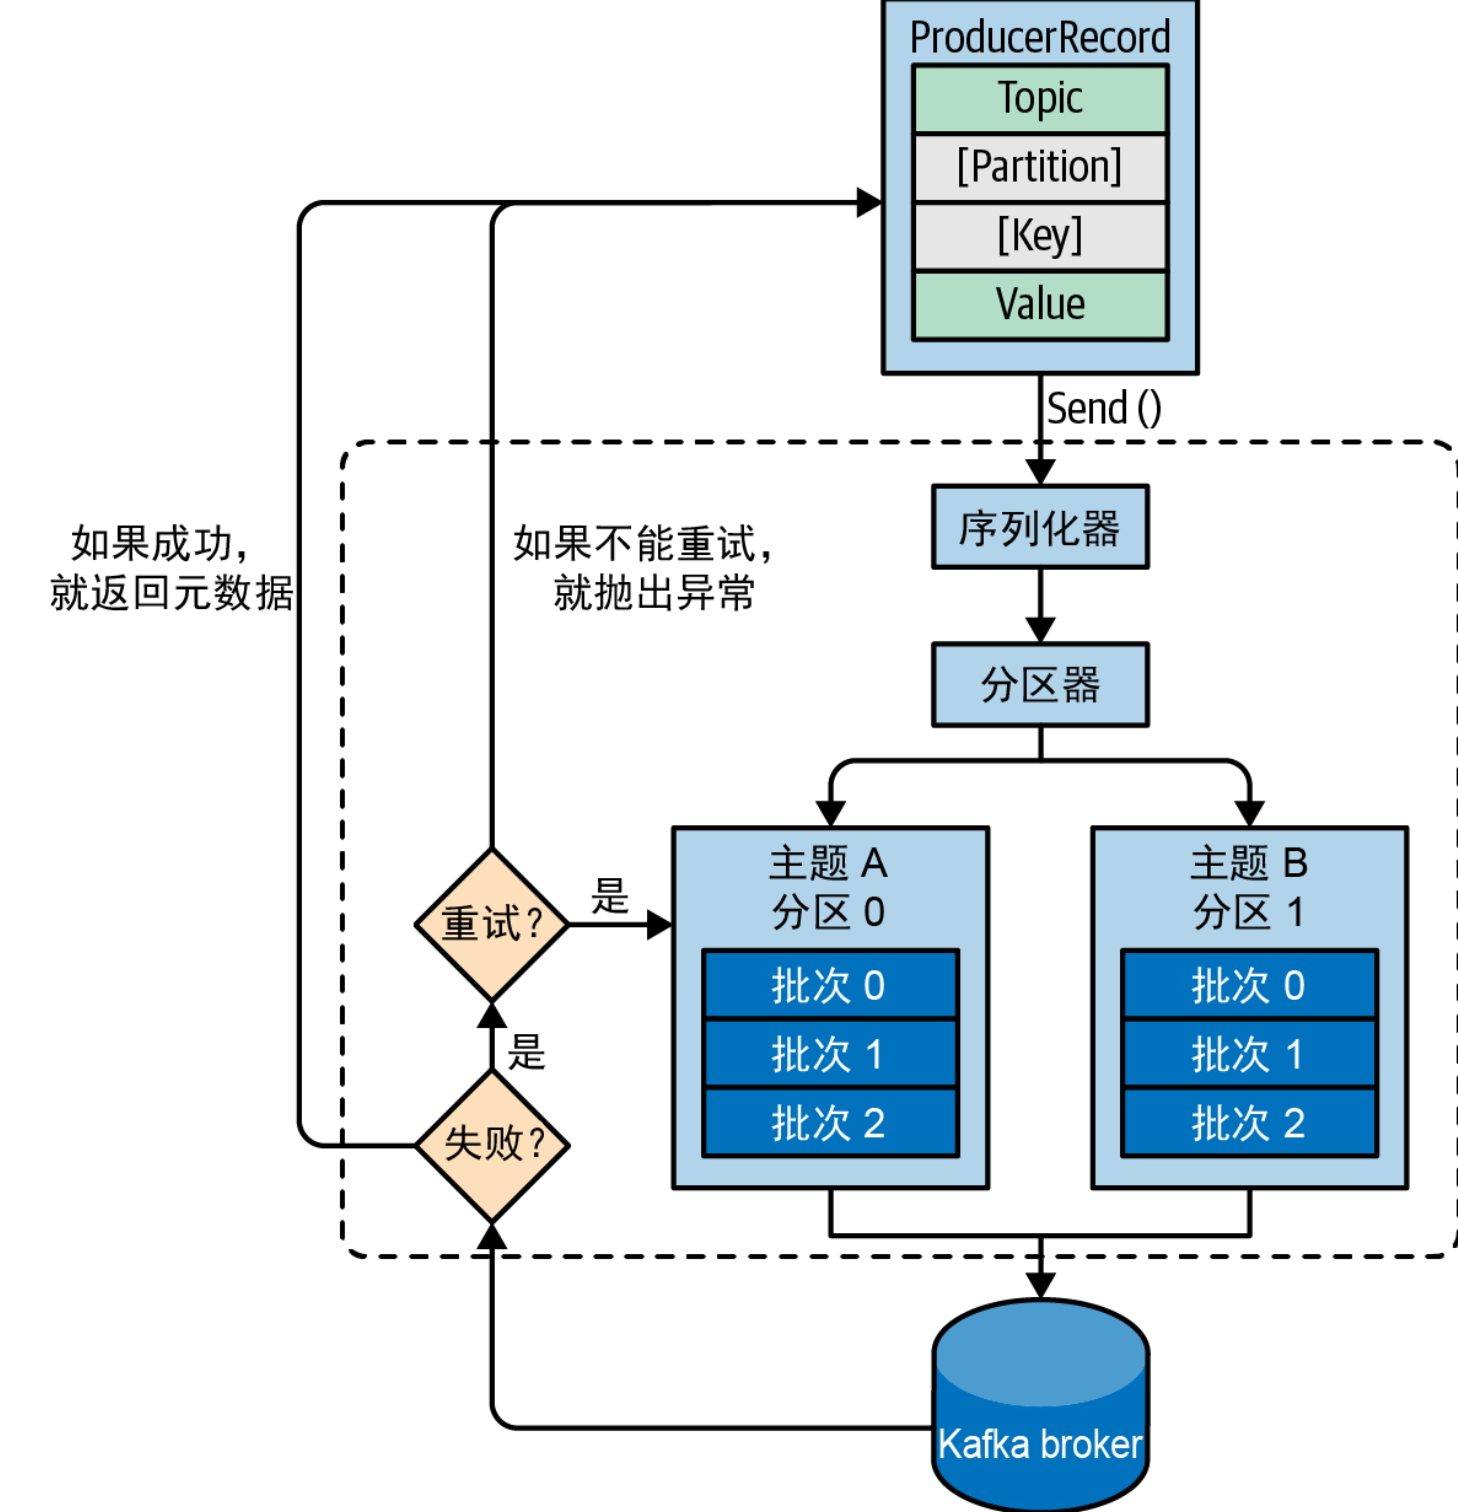 ProducerRecord
Topic
[Partition]
[Key]
Value
Send ()
如果成功，
就返回元数据
如果不能重试，
就抛出异常
序列化器
分区器
主题 A
分区 0
批次 0
批次 1
批次 2
主题 B
分区 1
批次 0
批次 1
批次 2
重试？
是
是
失败？
Kafka broker